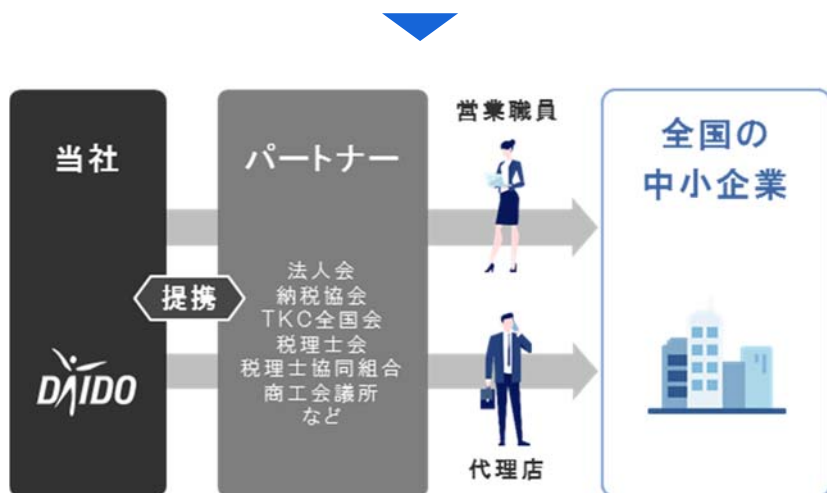 当社
DAIDO
提携
パートナー
法人会
納税協会
TKC全国会
税理士会
税理士協同組合
商工会議所
など
営業職員
代理店
全国の
中小企業